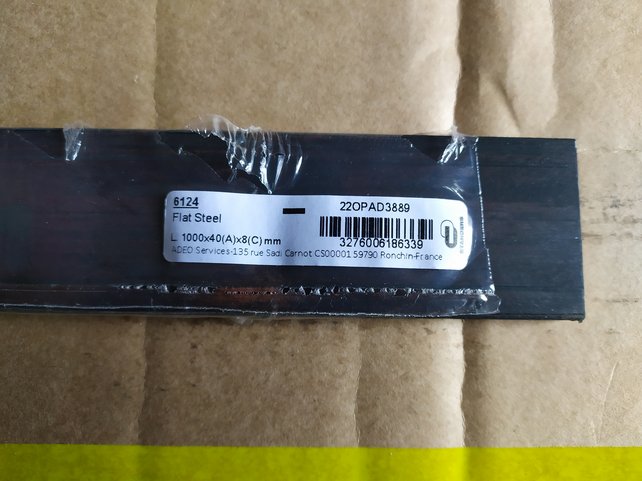 6124
Flat Steel
L: 1000x40(A)x8(C) mm
22OPAD3889
3276006186339
ADEO Services-135 rue Sadi Carnot CS00001 59790 Ronchin-France